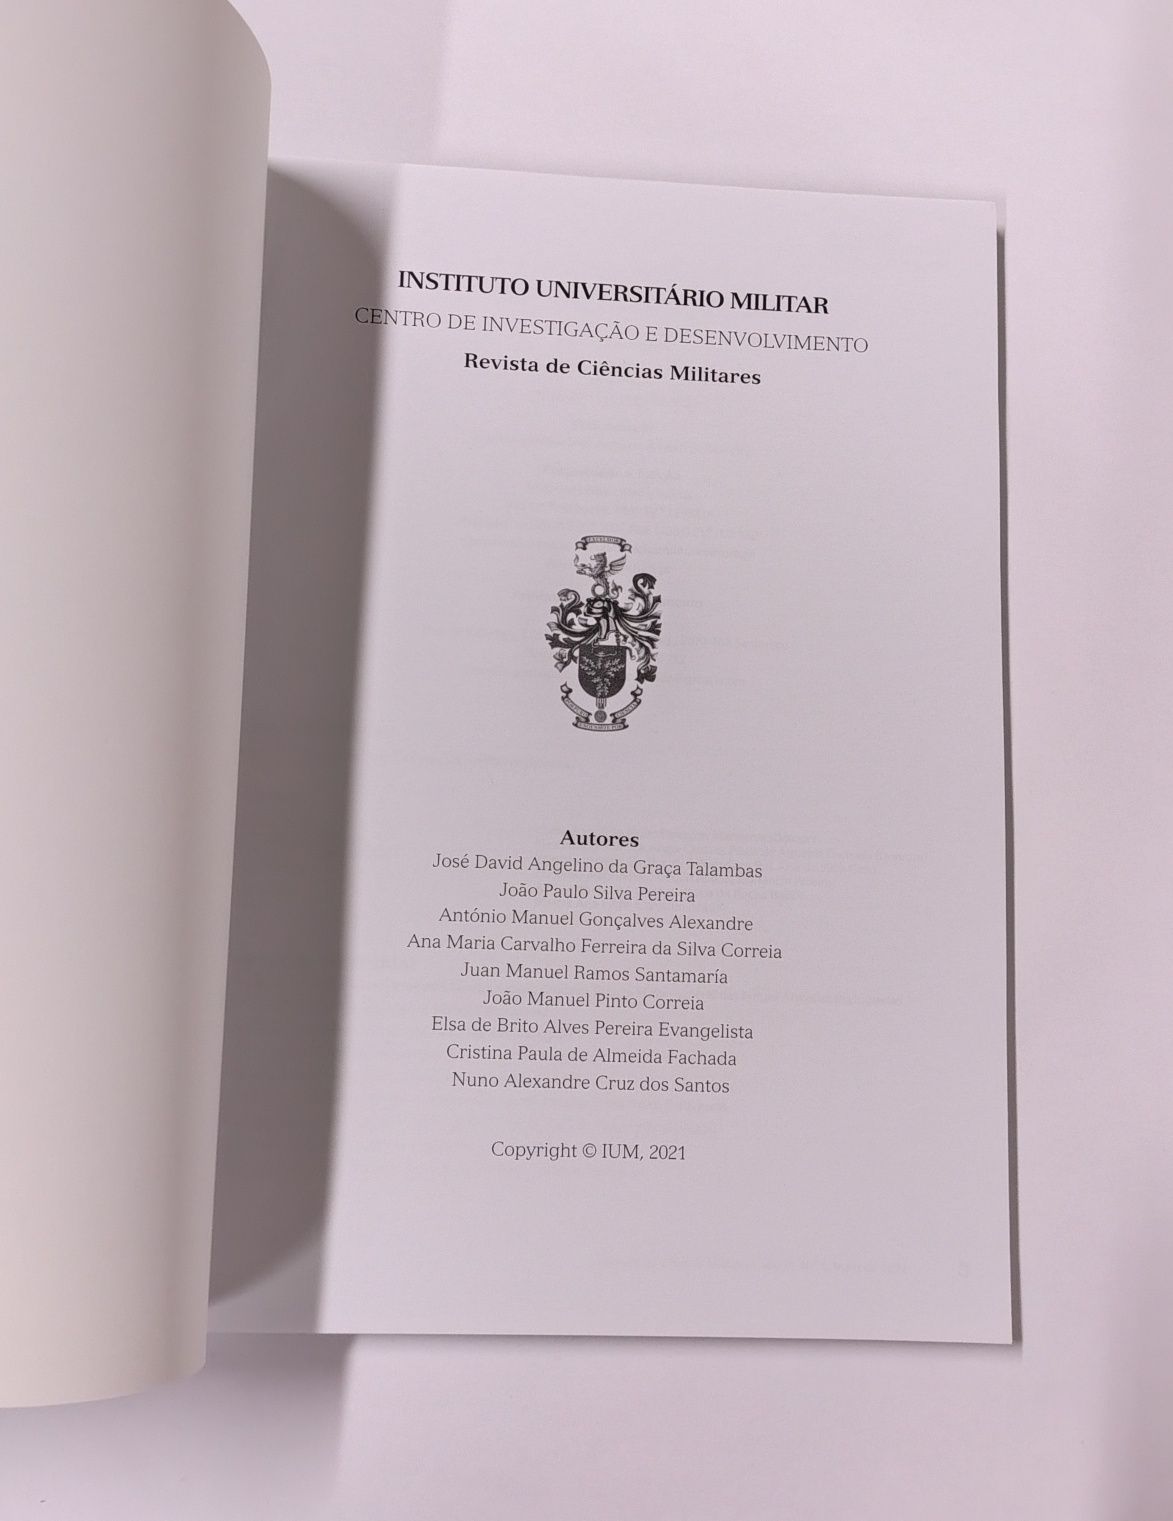 INSTITUTO UNIVERSITÁRIO MILITAR
CENTRO DE INVESTIGAÇÃO E DESENVOLVIMENTO
Revista de Ciências Militares
EXCELSIOR
Autores
José David Angelino da Graça Talambas
João Paulo Silva Pereira
António Manuel Gonçalves Alexandre
Ana Maria Carvalho Ferreira da Silva Correia
Juan Manuel Ramos Santamaría
João Manuel Pinto Correia
Elsa de Brito Alves Pereira Evangelista
Cristina Paula de Almeida Fachada
Nuno Alexandre Cruz dos Santos
Copyright © IUM, 2021